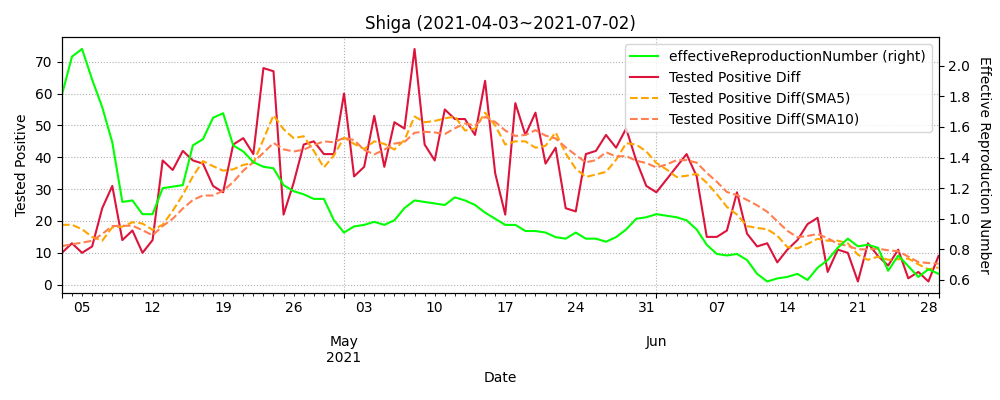 Shiga (2021-04-03~2021-07-02)
effectiveReproductionNumber (right)
Tested Positive Diff
Tested Positive Diff(SMA5)
Tested Positive Diff(SMA10)
Tested Positive
70
60
50
40
30
20
10
0
2.0
1.8
1.6
1.4
1.2
1.0
0.8
0.6
Effective Reproduction Number
05 12 19 26 03 10 17 24 31 07 14 21 28
May Jun
2021
Date